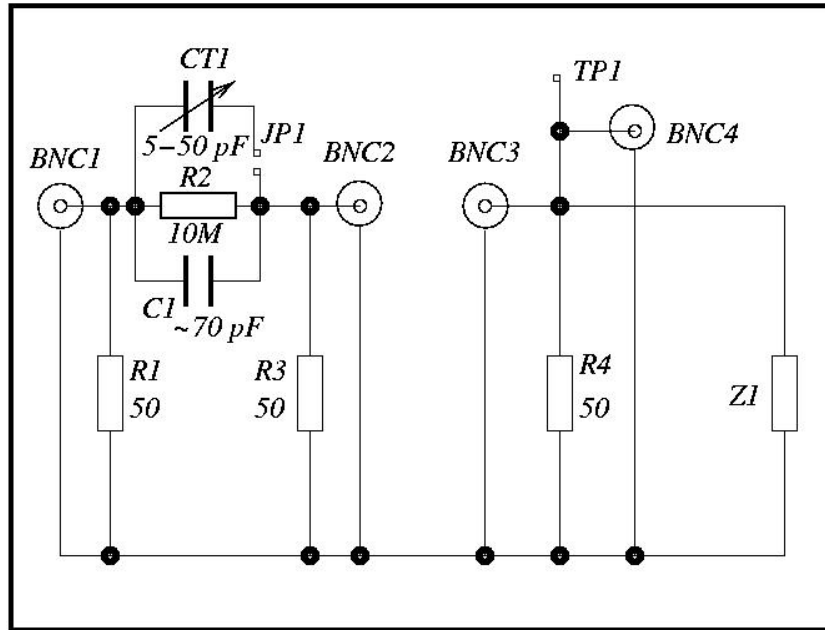 CT1
TP1
5-50 pF
JP1
BNC1
R2
BNC2
BNC3
BNC4
10M
C1
~70 pF
R1
50
R3
50
R4
50
Z1